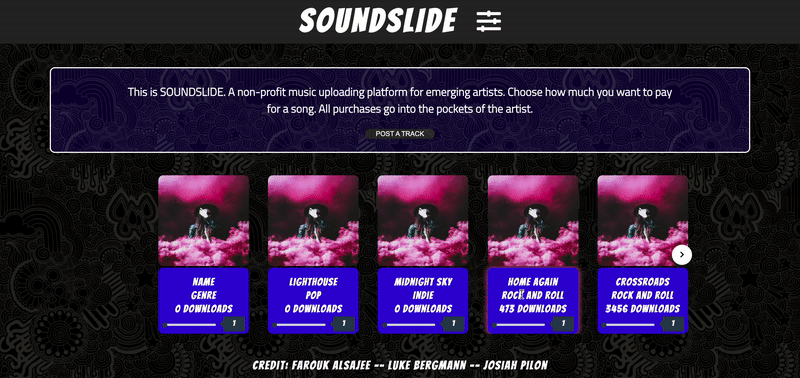 SOUNDSLIDE
This is SOUNDSLIDE. A non-profit music uploading platform for emerging artists. Choose how much you want to pay
for a song. All purchases go into the pockets of the artist.
POST A TRACK
NAME
GENRE
0 DOWNLOADS
1
LIGHTHOUSE
POP
0 DOWNLOADS
1
MIDNIGHT SKY
INDIE
0 DOWNLOADS
1
HOME AGAIN
ROCK AND ROLL
473 DOWNLOADS
1
CROSSROADS
ROCK AND ROLL
3456 DOWNLOADS
1
CREDIT: FAROUK ALSAJEE -- LUKE BERGMANN -- JOSIAH PILON